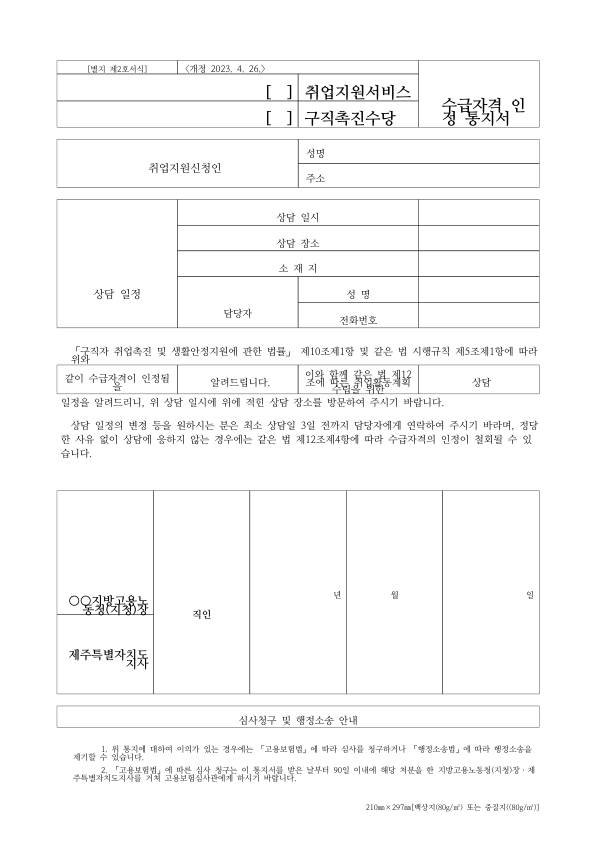 [별지 제2호서식]
〈개정 2023. 4. 26.〉
[ ] 취업지원서비스
[ ] 구직촉진수당
수급자격 인
정 통지서
취업지원신청인
성명
주소
상담 일정
상담 일시
상담 장소
소 재 지
담당자
성 명
전화번호
「구직자 취업촉진 및 생활안정지원에 관한 법률」 제10조제1항 및 같은 법 시행규칙 제5조제1항에 따라
위와
같이 수급자격이 인정됨
을
알려드립니다.
이와 함께 같은 법 제12
조에 따른 취업활동계획
수립을 위한
상담
일정을 알려드리니, 위 상담 일시에 위에 적힌 상담 장소를 방문하여 주시기 바랍니다.
상담 일정의 변경 등을 원하시는 분은 최소 상담일 3일 전까지 담당자에게 연락하여 주시기 바라며, 정당
한 사유 없이 상담에 응하지 않는 경우에는 같은 법 제12조제4항에 따라 수급자격의 인정이 철회될 수 있
습니다.
○○지방고용노
동청(지청)장
제주특별자치도
지사
직인
년
월
일
심사청구 및 행정소송 안내
1. 위 통지에 대하여 이의가 있는 경우에는 「고용보험법」에 따라 심사를 청구하거나 「행정소송법」에 따라 행정소송을
제기할 수 있습니다.
2. 「고용보험법」에 따른 심사 청구는 이 통지서를 받은 날부터 90일 이내에 해당 처분을 한 지방고용노동청(지청)장ㆍ제
주특별자치도지사를 거쳐 고용보험심사관에게 하시기 바랍니다.
210㎜×297㎜[백상지(80g/㎡) 또는 중질지((80g/㎡)]